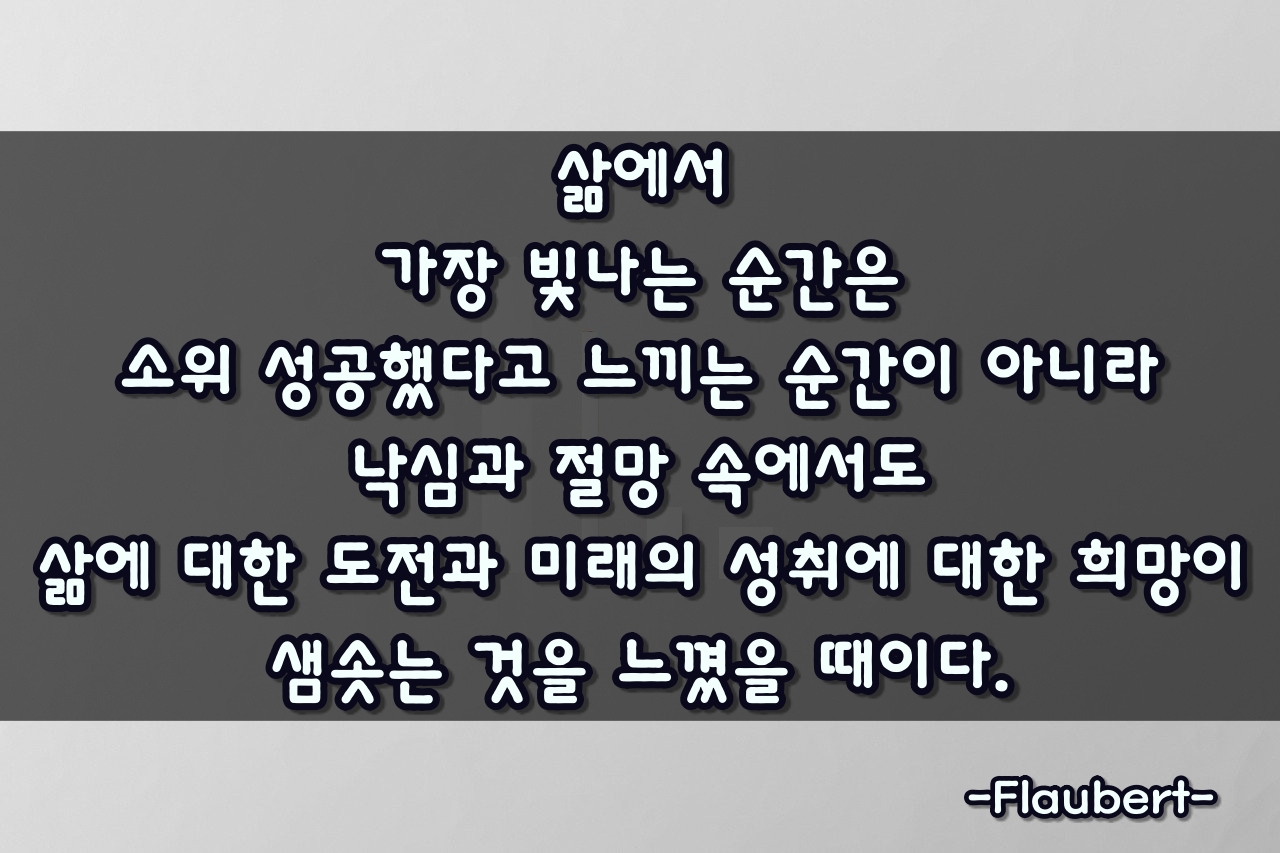 삶에서
가장 빛나는 순간은
소위 성공했다고 느끼는 순간이 아니라
낙심과 절망 속에서도
삶에 대한 도전과 미래의 성취에 대한 희망이
샘솟는 것을 느꼈을 때이다.
-Flaubert-